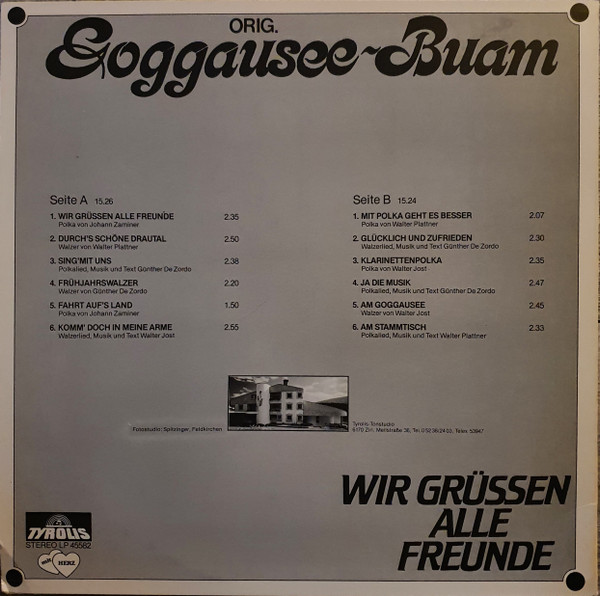 ORIG.
Goggausee-Buam
Seite A 15.26
1. WIR GRÜSSEN ALLE FREUNDE 2.35
Polka von Johann Zaminer
2. DURCH'S SCHÖNE DRAUTAL 2.50
Walzer von Walter Plattner
3. SING' MIT UNS 2.38
Polkalied, Musik und Text Günther De Zordo
4. FRÜHJAHRSWALZER 2.20
Walzer von Günther De Zordo
5. FAHRT AUF'S LAND 1.50
Polka von Johann Zaminer
6. KOMM' DOCH IN MEINE ARME 2.55
Walzerlied, Musik und Text Walter Jost
Seite B 15.24
1. MIT POLKA GEHT ES BESSER 2.07
Polka von Walter Plattner
2. GLÜCKLICH UND ZUFRIEDEN 2.30
Walzerlied, Musik und Text Günther De Zordo
3. KLARINETTENPOLKA 2.35
Polka von Walter Jost
4. JA DIE MUSIK 2.47
Polkalied, Musik und Text Günther De Zordo
5. AM GOGGAUSEE 2.45
Walzer von Walter Jost
6. AM STAMMTISCH 2.33
Polkalied, Musik und Text Walter Plattner
Fotostudio: Feldkirchen
Tyrolis Tonstudio
6170 Zirl,
WIR GRÜSSEN
ALLE
FREUNDE
TYROLIS
STEREO LP 45582
mit HERZ